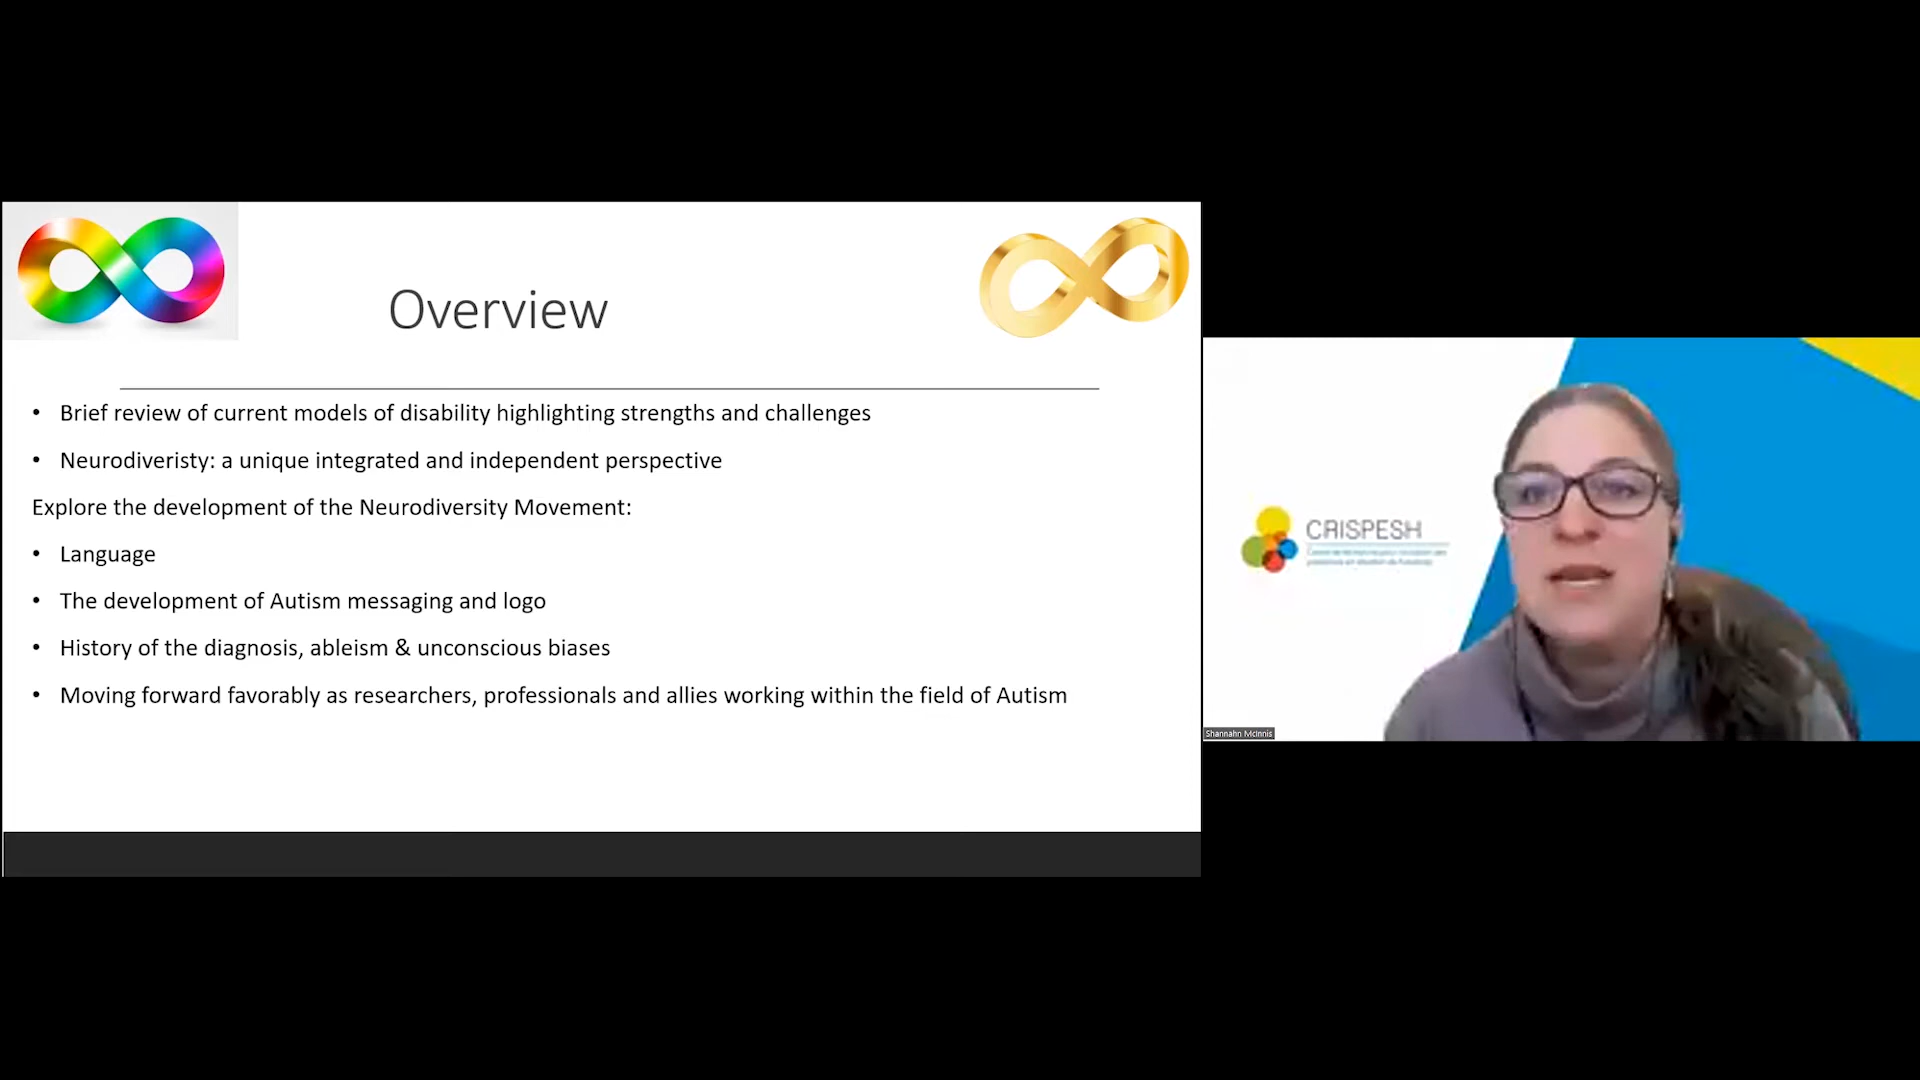 Overview
• Brief review of current models of disability highlighting strengths and challenges
• Neurodiveristy: a unique integrated and independent perspective
Explore the development of the Neurodiversity Movement:
• Language
• The development of Autism messaging and logo
• History of the diagnosis, ableism & unconscious biases
• Moving forward favorably as researchers, professionals and allies working within the field of Autism
CRISPESH
Shannahn McInnis